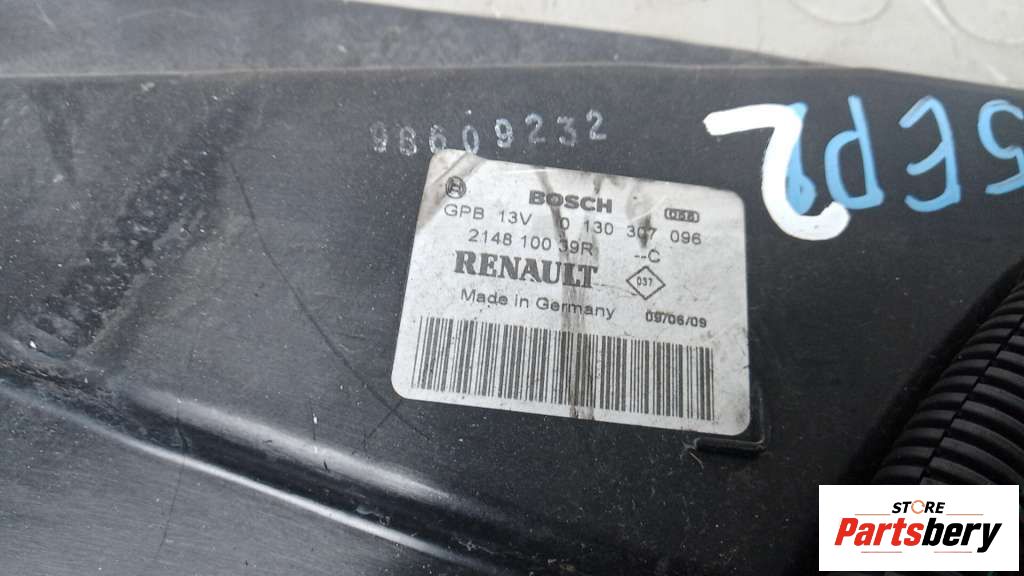 98609232
BOSCH
GPB 13V 0 130 307 096
056
2148 100 39R --C
RENAULT
037
Made in Germany
09/06/09
STORE
Partsbery